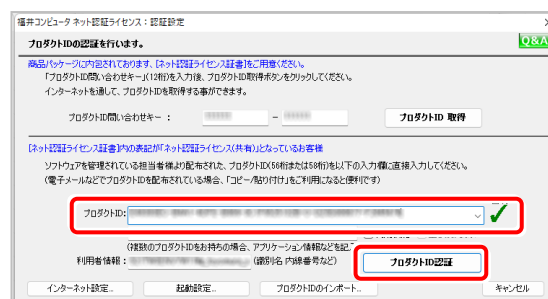 福井コンピュータ ネット認証ライセンス:認証設定
プロダクトIDの認証を行います。
Q&A
商品パッケージに内包されております、[ネット認証ライセンス証書]をご用意ください。
「プロダクトID問い合わせキー」(12桁)を入力後、プロダクトID取得ボタンをクリックしてください。
インターネットを通して、プロダクトIDを取得する事ができます。
プロダクトID問い合わせキー :
-
プロダクトID 取得
[ネット認証ライセンス証書]内の表記が「ネット認証ライセンス(共有)」となっているお客様
ソフトウェアを管理されている担当者様より配布された、プロダクトID(56桁または58桁)を以下の入力欄に直接入力してください。
(電子メールなどでプロダクトIDを配布されている場合、「コピー/貼り付け」をご利用になると便利です)
プロダクトID:
(複数のプロダクトIDをお持ちの場合、アプリケーション情報などを記
利用者情報 :
(識別名 内線番号など)
プロダクトID認証
インターネット設定...
起動設定...
プロダクトIDのインポート...
キャンセル